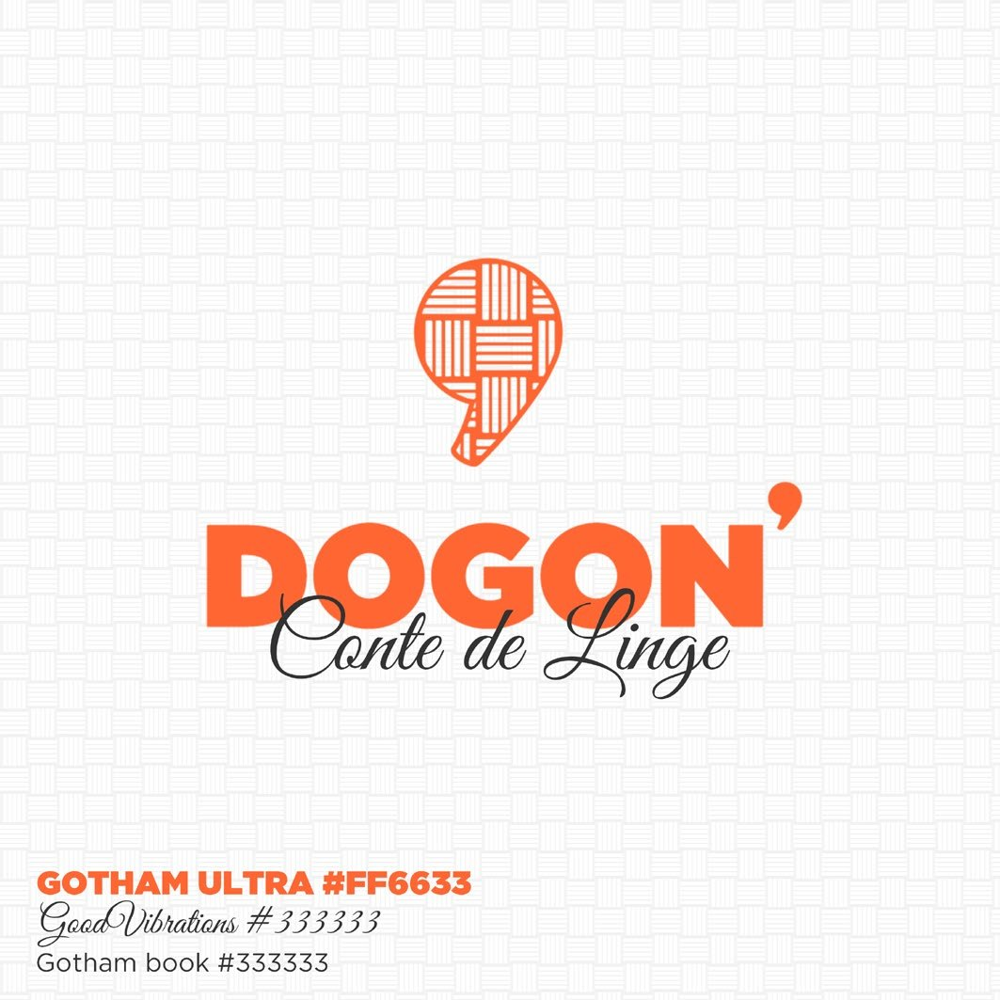 DOGON’
Conte de Linge
GOTHAM ULTRA #FF6633
GoodVibrations #333333
Gotham book #333333